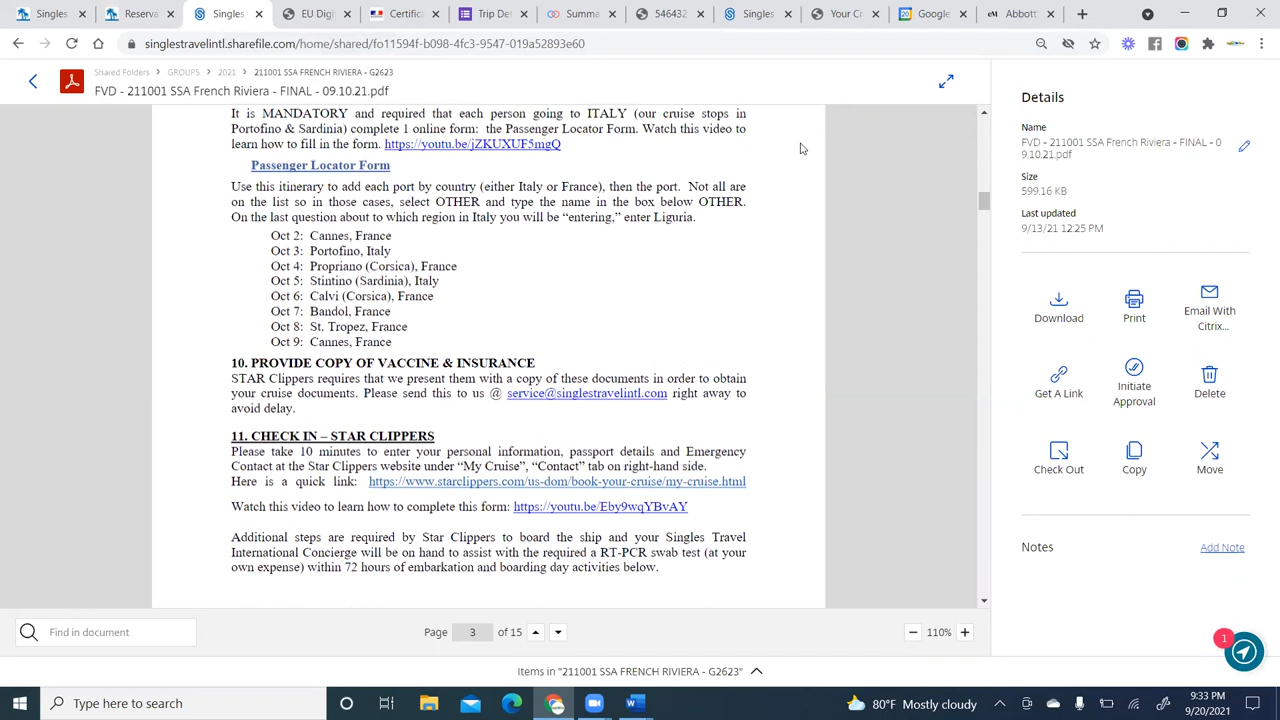 Singles
Reserva
Singles
EU Digi
Certifica
Trip Det
Summa
546432
Singles
Your Cr
Google
Abbott'
singlestravelintl.sharefile.com/home/shared/fo11594f-b098-4fc3-9547-019a52893e60
Shared Folders GROUPS 2021 211001 SSA FRENCH RIVIERA - G2623
FVD - 211001 SSA French Riviera - FINAL - 09.10.21.pdf
It is MANDATORY and required that each person going to ITALY (our cruise stops in
Portofino & Sardinia) complete 1 online form: the Passenger Locator Form. Watch this video to
learn how to fill in the form. https://youtu.be/jZKUXUF5mgQ
Passenger Locator Form
Use this itinerary to add each port by country (either Italy or France), then the port. Not all are
on the list so in those cases, select OTHER and type the name in the box below OTHER.
On the last question about to which region in Italy you will be “entering,” enter Liguria.
Oct 2: Cannes, France
Oct 3: Portofino, Italy
Oct 4: Propriano (Corsica), France
Oct 5: Stintino (Sardinia), Italy
Oct 6: Calvi (Corsica), France
Oct 7: Bandol, France
Oct 8: St. Tropez, France
Oct 9: Cannes, France
10. PROVIDE COPY OF VACCINE & INSURANCE
STAR Clippers requires that we present them with a copy of these documents in order to obtain
your cruise documents. Please send this to us @ service@singlestravelintl.com right away to
avoid delay.
11. CHECK IN – STAR CLIPPERS
Please take 10 minutes to enter your personal information, passport details and Emergency
Contact at the Star Clippers website under “My Cruise”, “Contact” tab on right-hand side.
Here is a quick link: https://www.starclippers.com/us-dom/book-your-cruise/my-cruise.html
Watch this video to learn how to complete this form: https://youtu.be/Eby9wqYBvAY
Additional steps are required by Star Clippers to board the ship and your Singles Travel
International Concierge will be on hand to assist with the required a RT-PCR swab test (at your
own expense) within 72 hours of embarkation and boarding day activities below.
Details
Name
FVD - 211001 SSA French Riviera - FINAL - 0
9.10.21.pdf
Size
599.16 KB
Last updated
9/13/21 12:25 PM
Download
Print
Email With
Citrix...
Get A Link
Initiate
Approval
Delete
Check Out
Copy
Move
Notes
Add Note
Find in document
Page 3 of 15
110%
1
Items in "211001 SSA FRENCH RIVIERA - G2623"
Type here to search
80°F Mostly cloudy
9:33 PM
9/20/2021